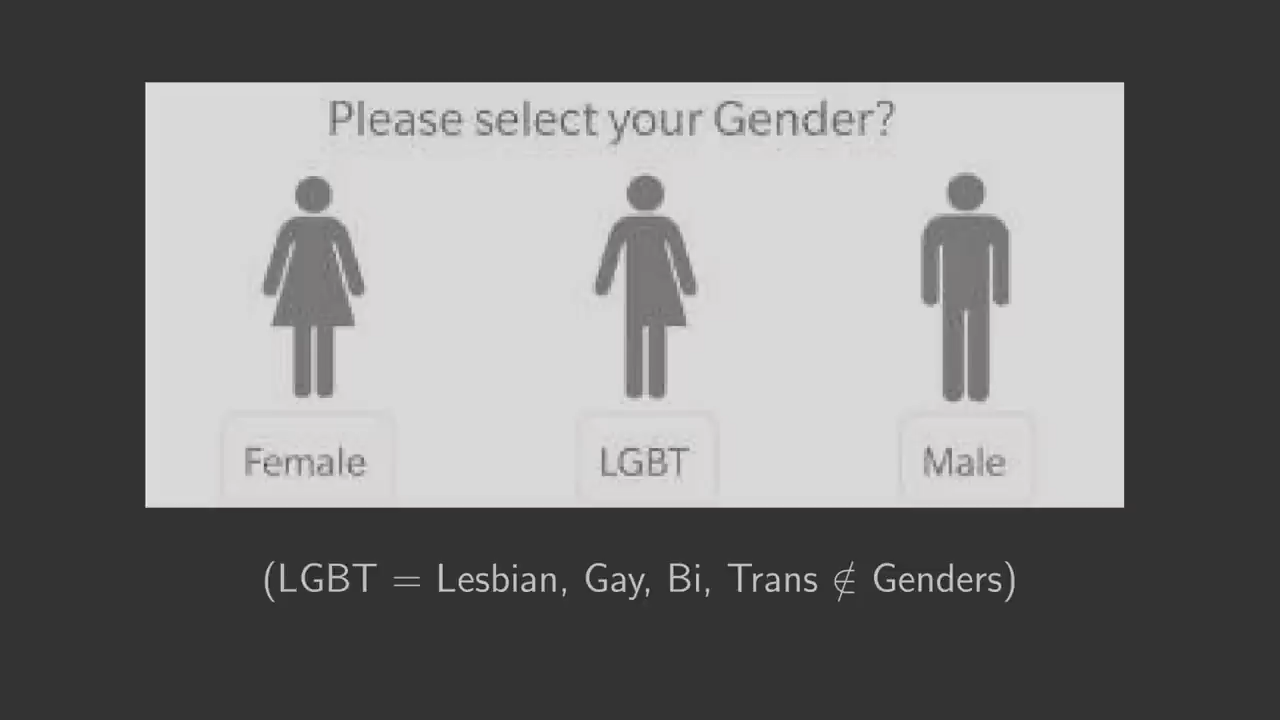 Please select your Gender?
Female
LGBT
Male
(LGBT = Lesbian, Gay, Bi, Trans ∉ Genders)